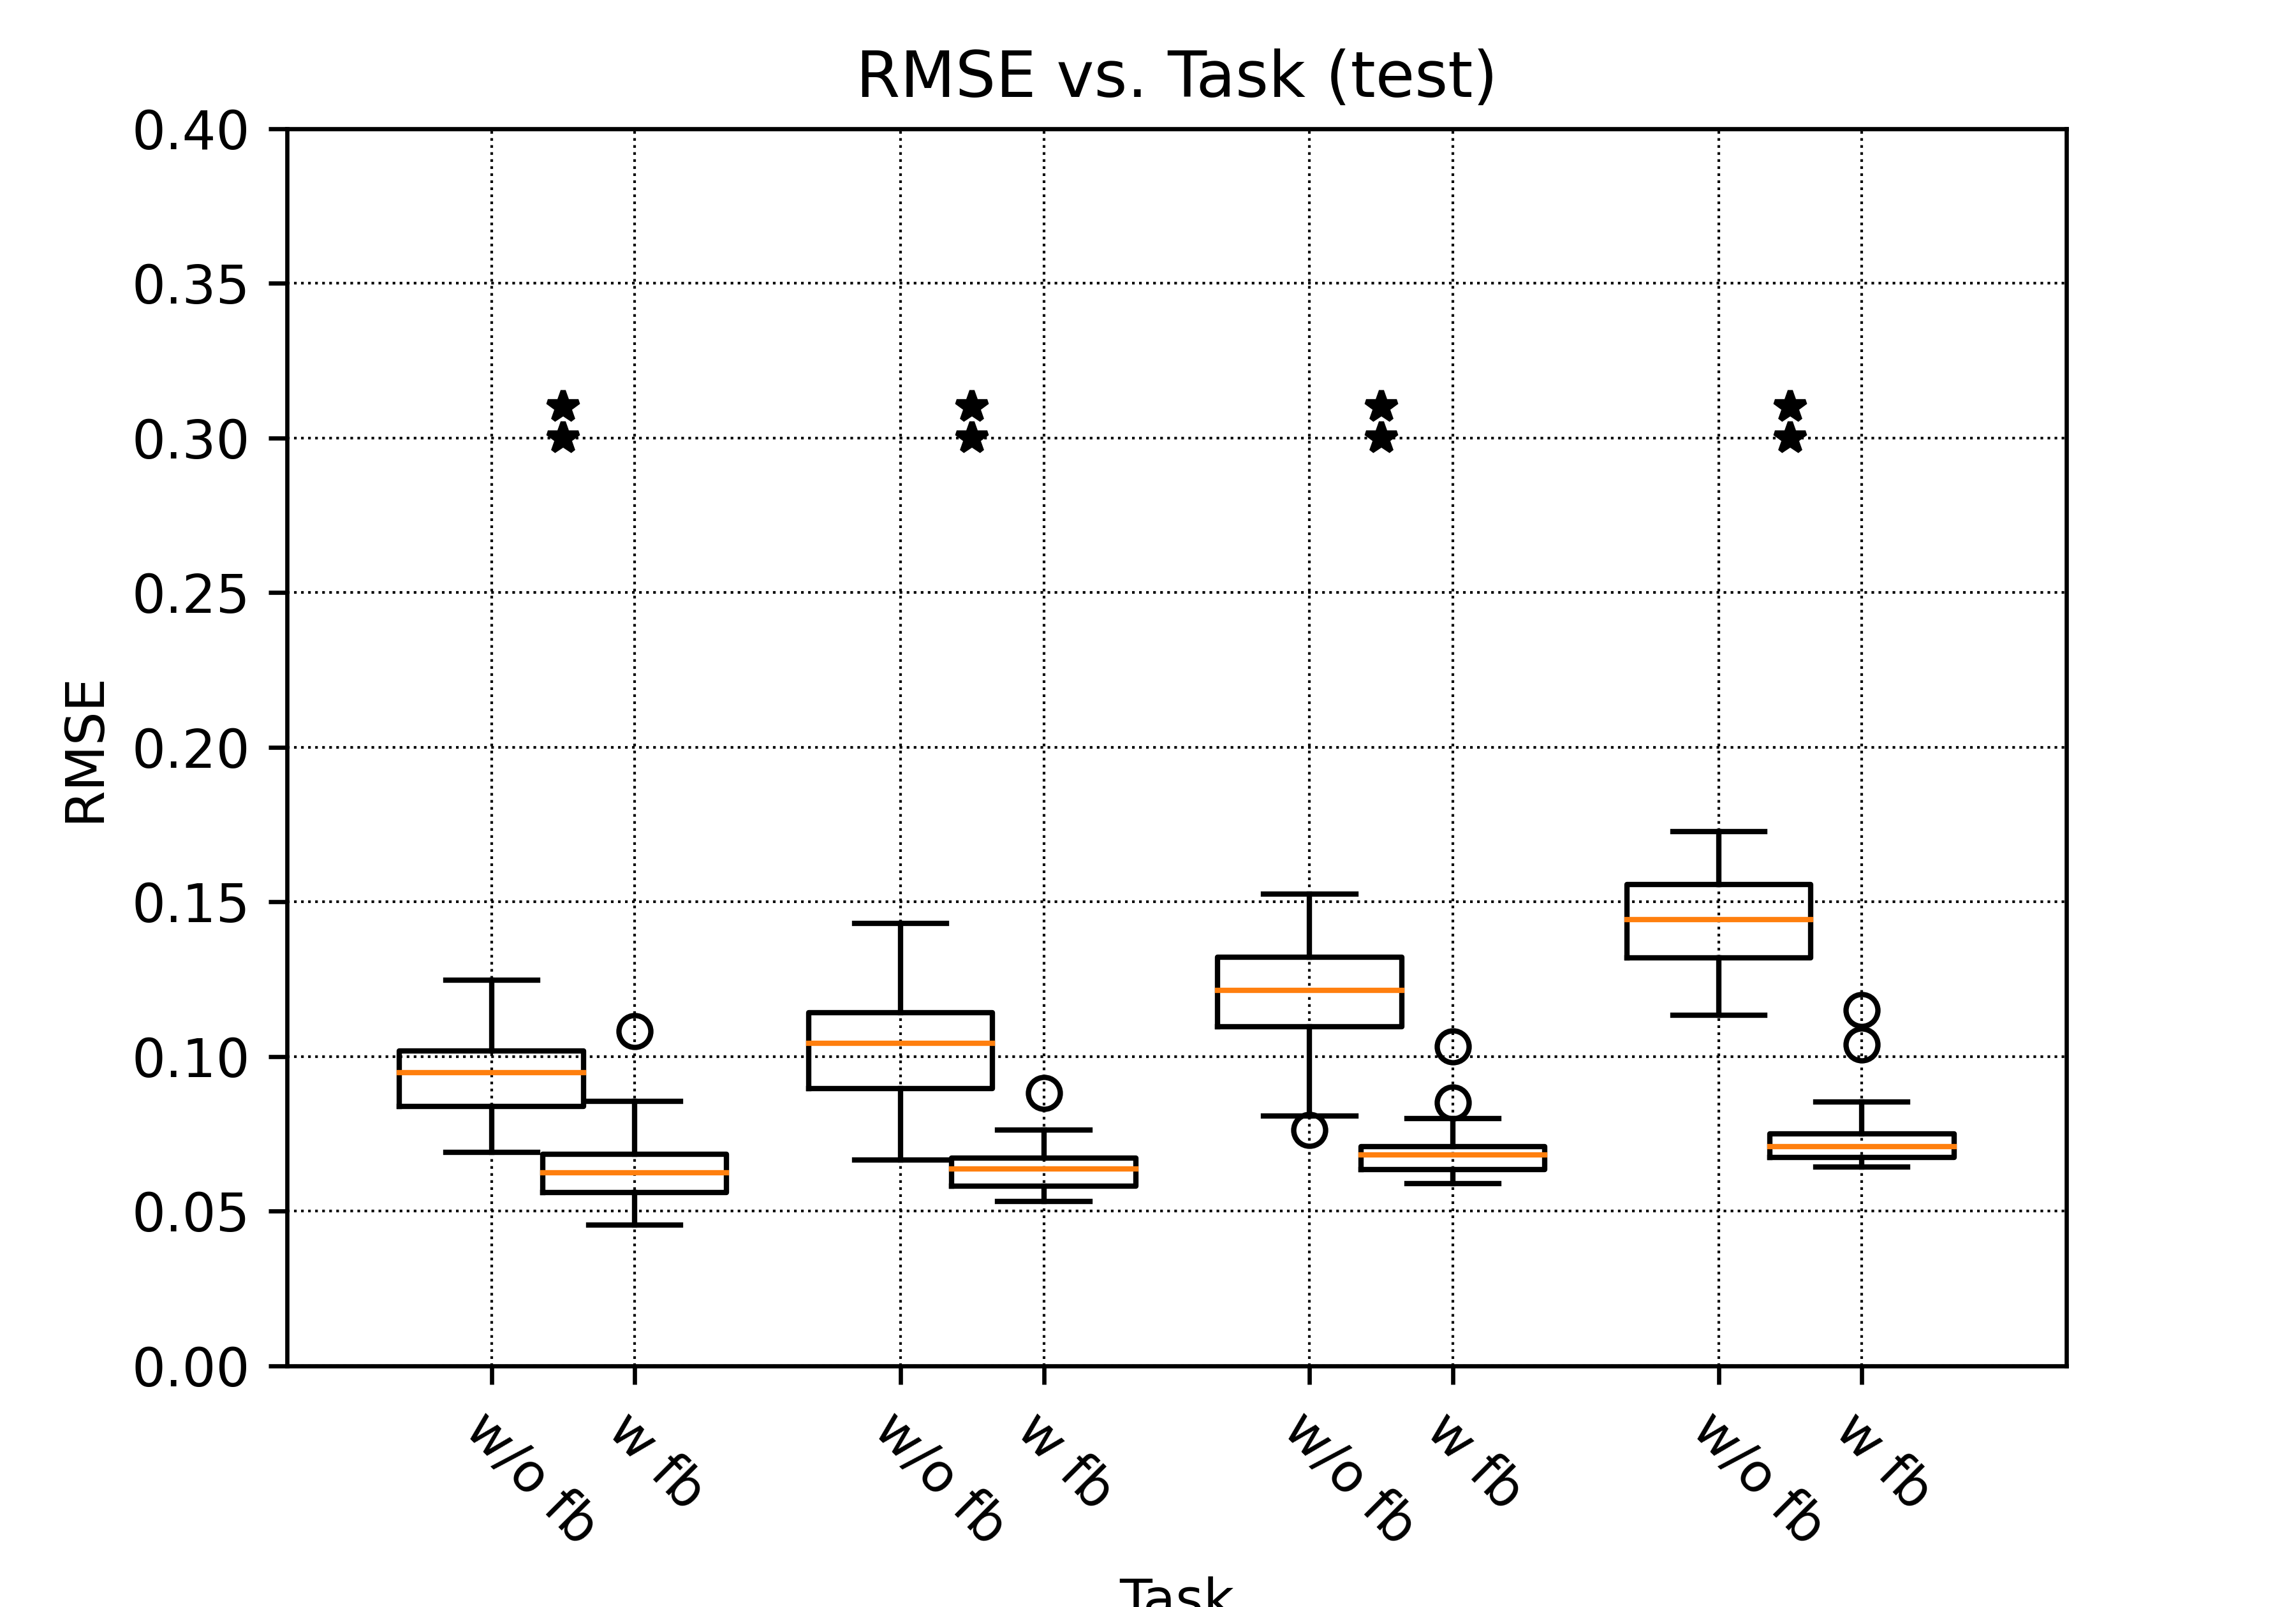 RMSE vs. Task (test)
0.40
0.35
0.30
0.25
0.20
0.15
0.10
0.05
0.00
RMSE
w/o fb
w fb
w/o fb
w fb
w/o fb
w fb
w/o fb
w fb
Task